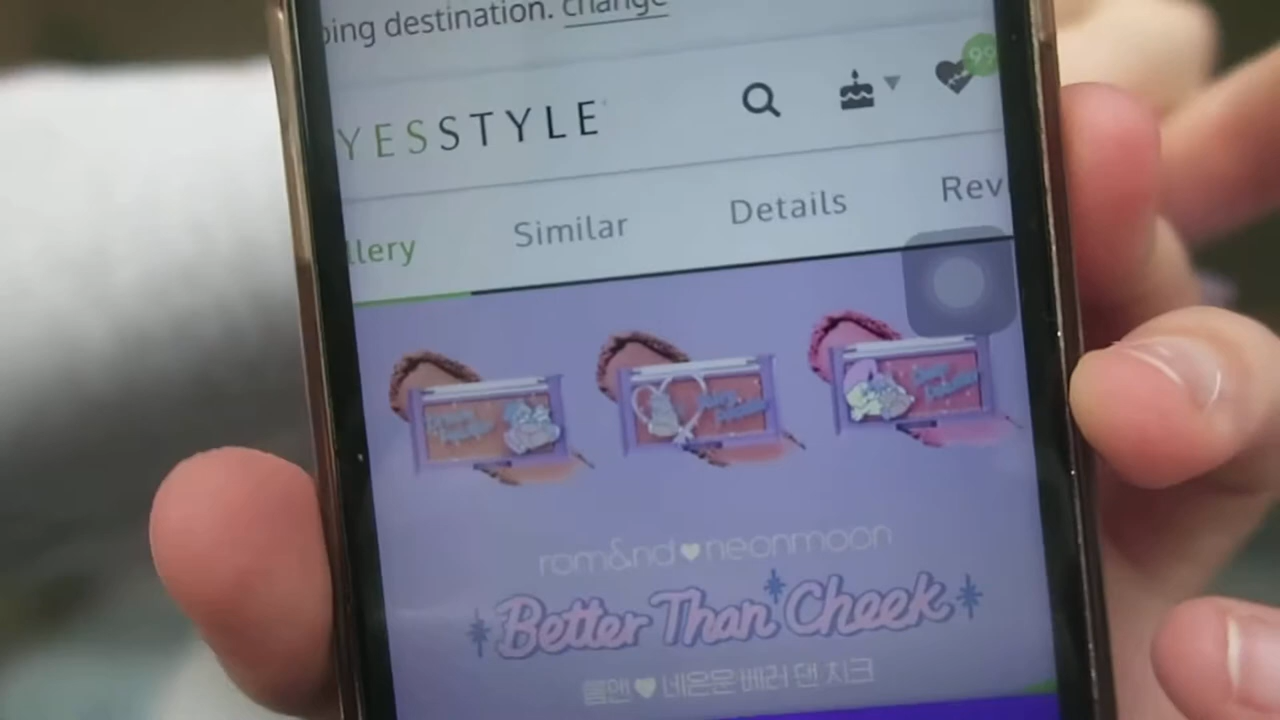 ping destination. change
YESSTYLE
99
llery Similar Details Rev
rom&nd♥neonmoon
Better Than Cheek
롬앤♥네온문 베러 댄 치크